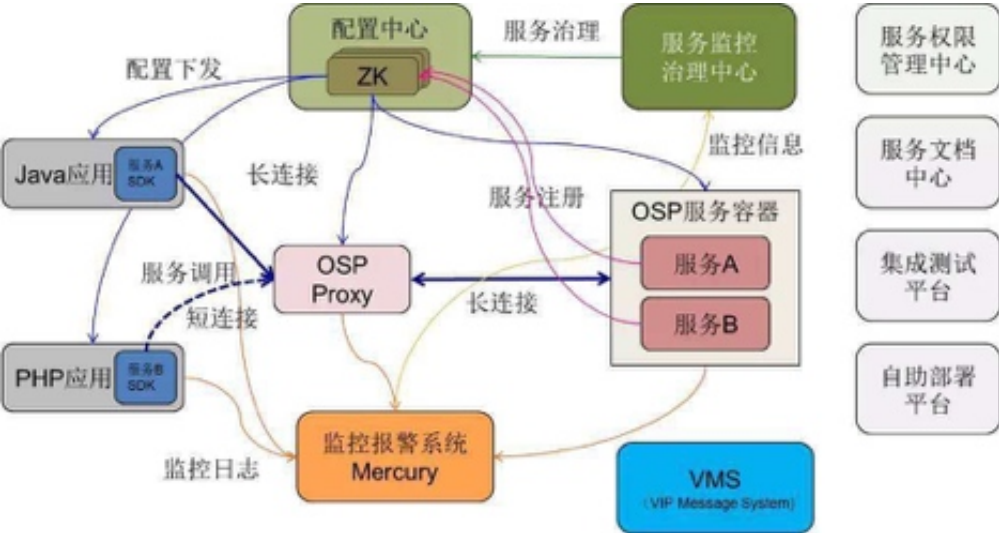 配置中心
ZK
服务治理
服务监控
治理中心
服务权限
管理中心
配置下发
Java应用
服务A
SDK
长连接
监控信息
服务文档
中心
服务注册
OSP服务容器
服务A
服务B
OSP
Proxy
服务调用
短连接
长连接
集成测试
平台
PHP应用
服务B
SDK
自助部署
平台
监控日志
监控报警系统
Mercury
VMS
(VIP Message System)